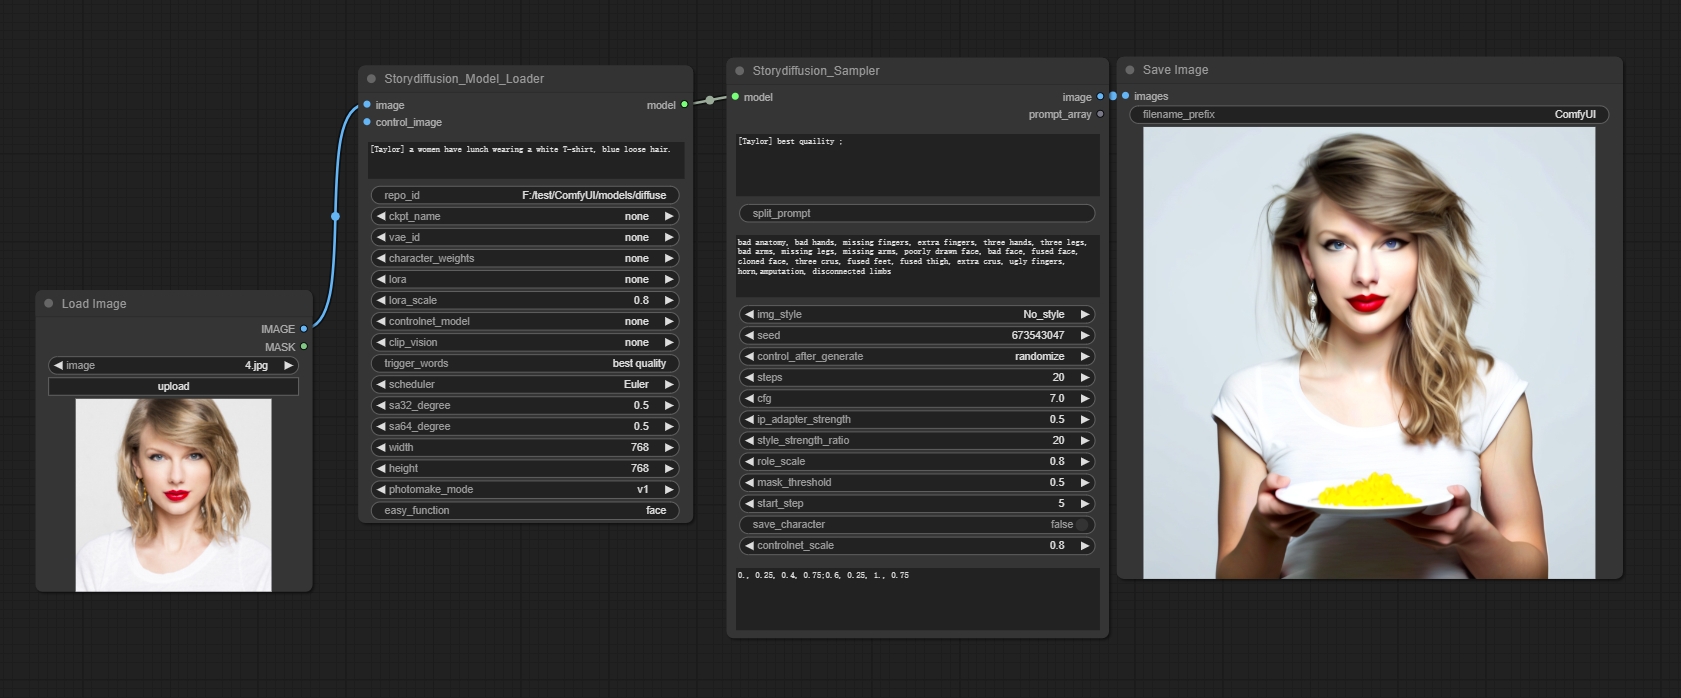 Load Image
IMAGE
MASK
image 4.jpg
upload
Storydiffusion_Model_Loader
image model
control_image
[Taylor] a women have lunch wearing a white T-shirt, blue loose hair.
repo_id F:/test/ComfyUI/models/diffuse
ckpt_name none
vae_id none
character_weights none
lora none
lora_scale 0.8
controlnet_model none
clip_vision none
trigger_words best quality
scheduler Euler
sa32_degree 0.5
sa64_degree 0.5
width 768
height 768
photomake_mode v1
easy_function face
Storydiffusion_Sampler
model image
prompt_array
[Taylor] best quaility ;
split_prompt
bad anatomy, bad hands, missing fingers, extra fingers, three hands, three legs,
bad arms, missing legs, missing arms, poorly drawn face, bad face, fused face,
cloned face, three crus, fused feet, fused thigh, extra crus, ugly fingers,
horn,amputation, disconnected limbs
img_style No_style
seed 673543047
control_after_generate randomize
steps 20
cfg 7.0
ip_adapter_strength 0.5
style_strength_ratio 20
role_scale 0.8
mask_threshold 0.5
start_step 5
save_character false
controlnet_scale 0.8
0., 0.25, 0.4, 0.75;0.6, 0.25, 1., 0.75
Save Image
images
filename_prefix ComfyUI